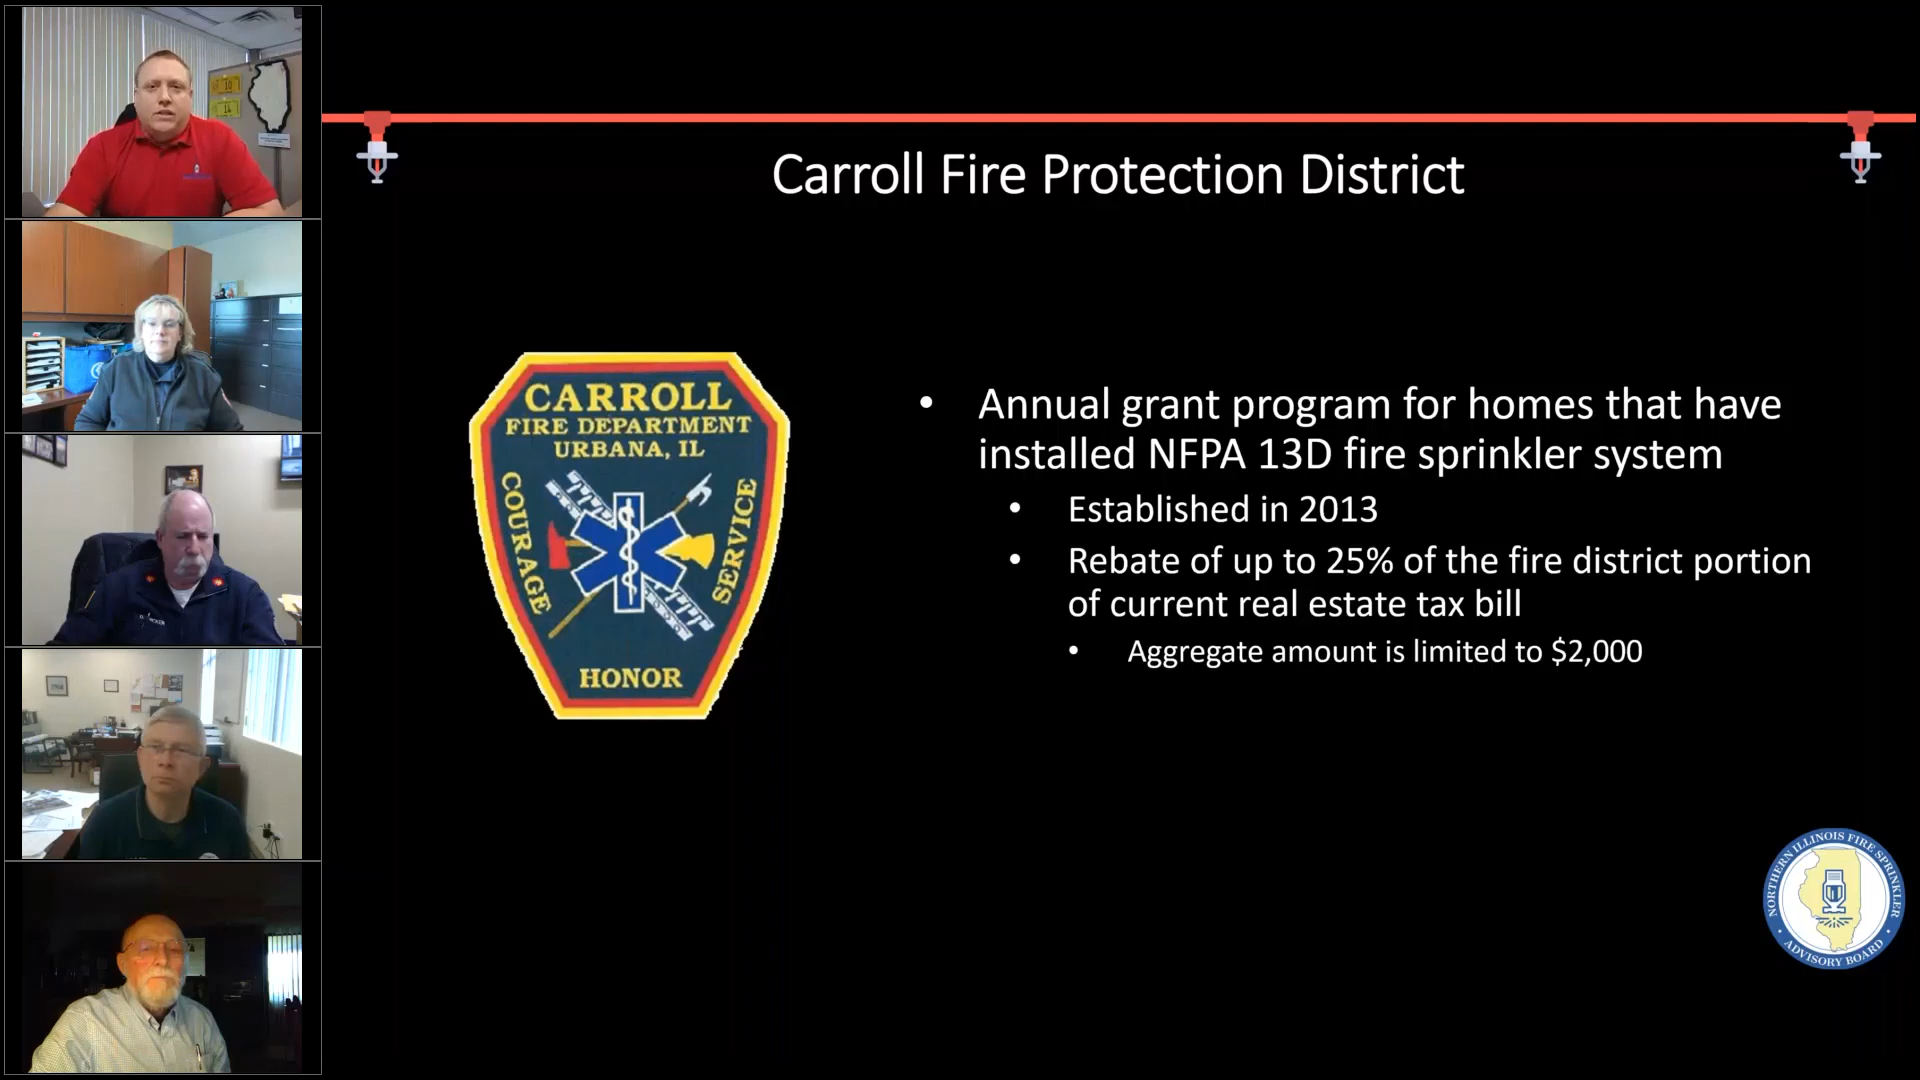 Carroll Fire Protection District
CARROLL
FIRE DEPARTMENT
URBANA, IL
COURAGE
SERVICE
HONOR
• Annual grant program for homes that have
installed NFPA 13D fire sprinkler system
• Established in 2013
• Rebate of up to 25% of the fire district portion
of current real estate tax bill
• Aggregate amount is limited to $2,000
NORTHERN ILLINOIS FIRE SPRINKLER
• ADVISORY BOARD •